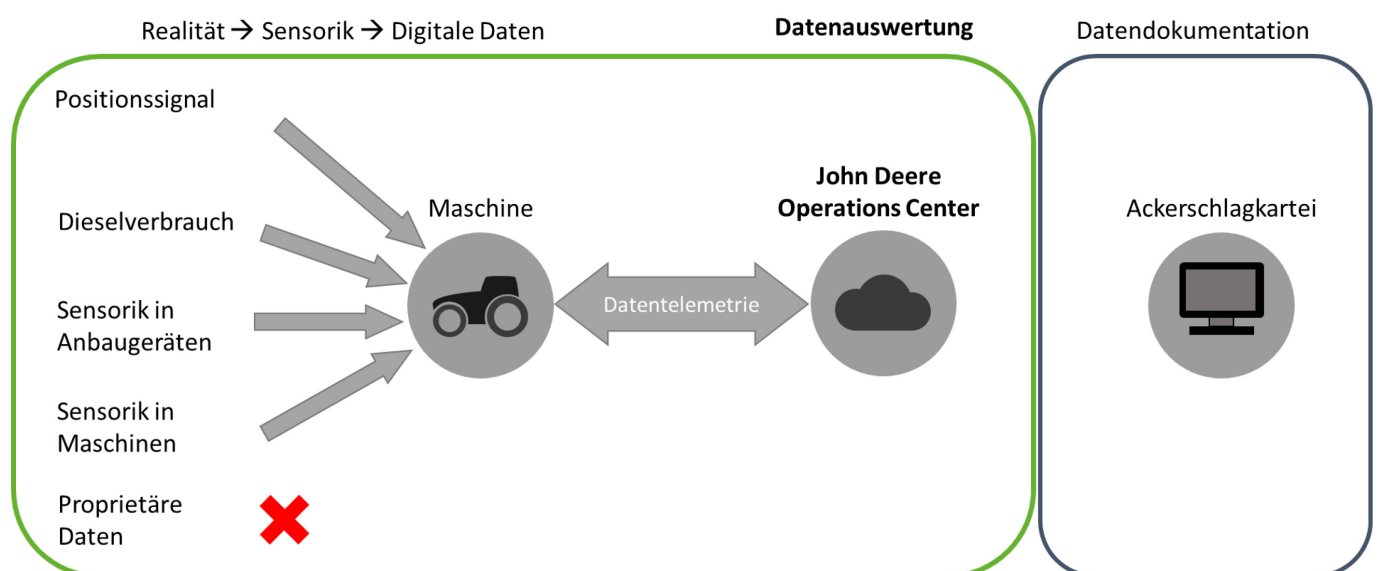 Realität → Sensorik → Digitale Daten
Datenauswertung
Datendokumentation
Positionssignal
Dieselverbrauch
Sensorik in
Anbaugeräten
Sensorik in
Maschinen
Proprietäre
Daten
Maschine
Datentelemetrie
John Deere
Operations Center
Ackerschlagkartei